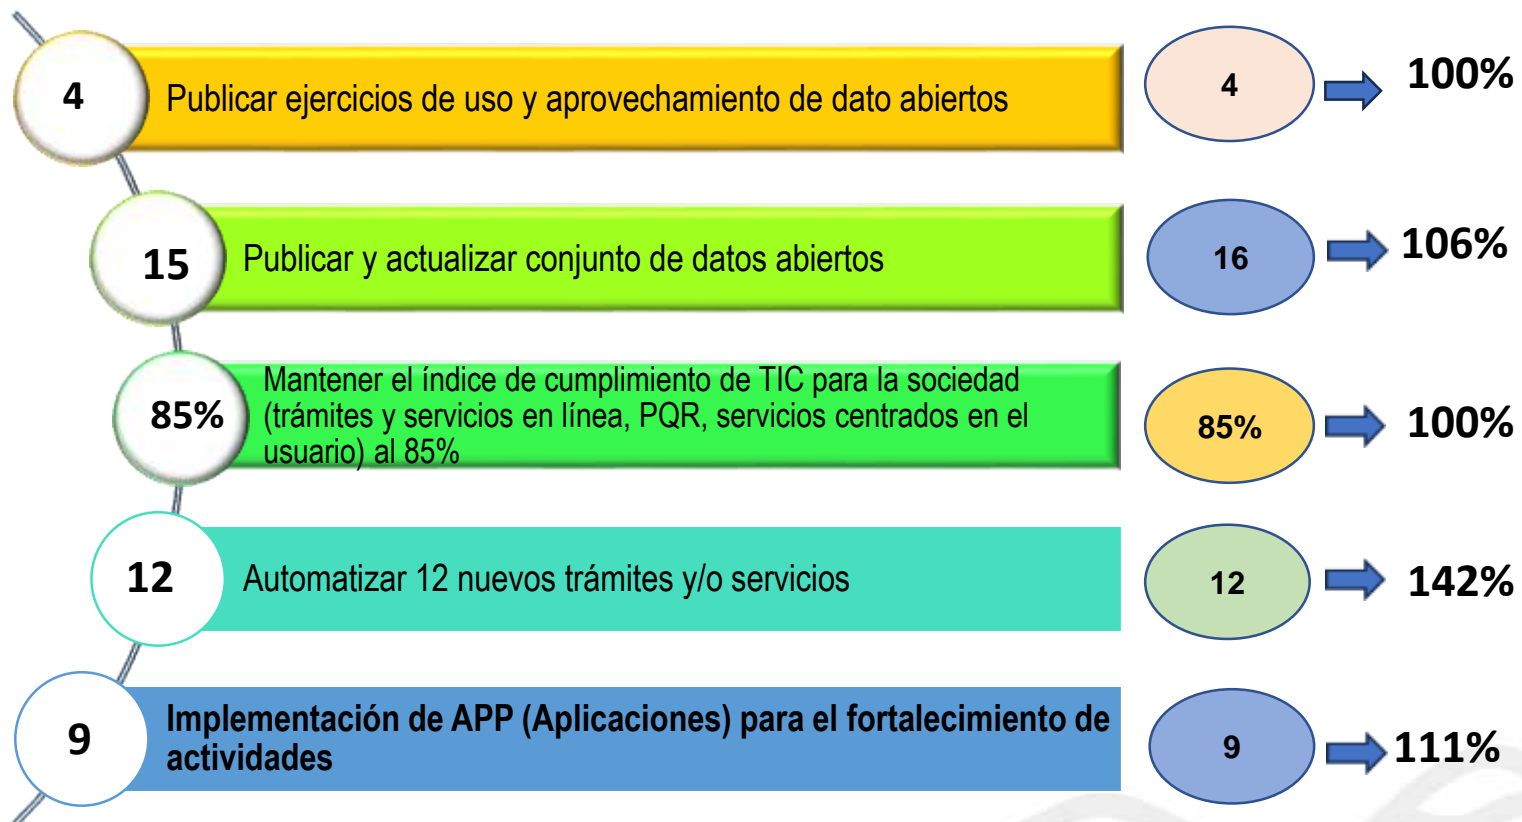 4
Publicar ejercicios de uso y aprovechamiento de dato abiertos
4
100%
15
Publicar y actualizar conjunto de datos abiertos
16
106%
85%
Mantener el índice de cumplimiento de TIC para la sociedad
(trámites y servicios en línea, PQR, servicios centrados en el
usuario) al 85%
85%
100%
12
Automatizar 12 nuevos trámites y/o servicios
12
142%
9
Implementación de APP (Aplicaciones) para el fortalecimiento de
actividades
9
111%